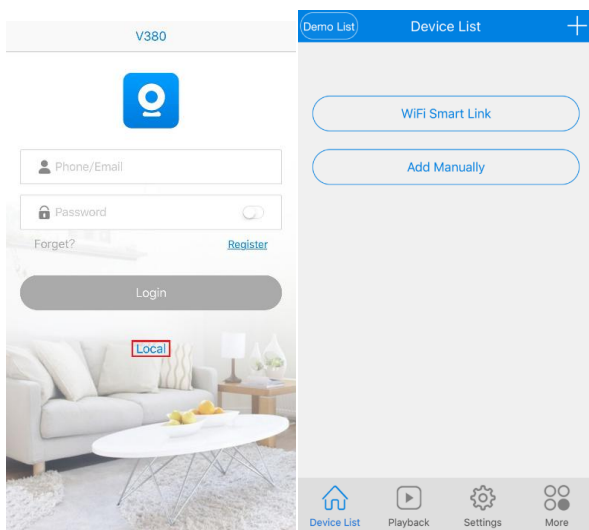 V380
Phone/Email
Password
Forget?
Register
Login
Local
Demo List
Device List
WiFi Smart Link
Add Manually
Device List
Playback
Settings
More